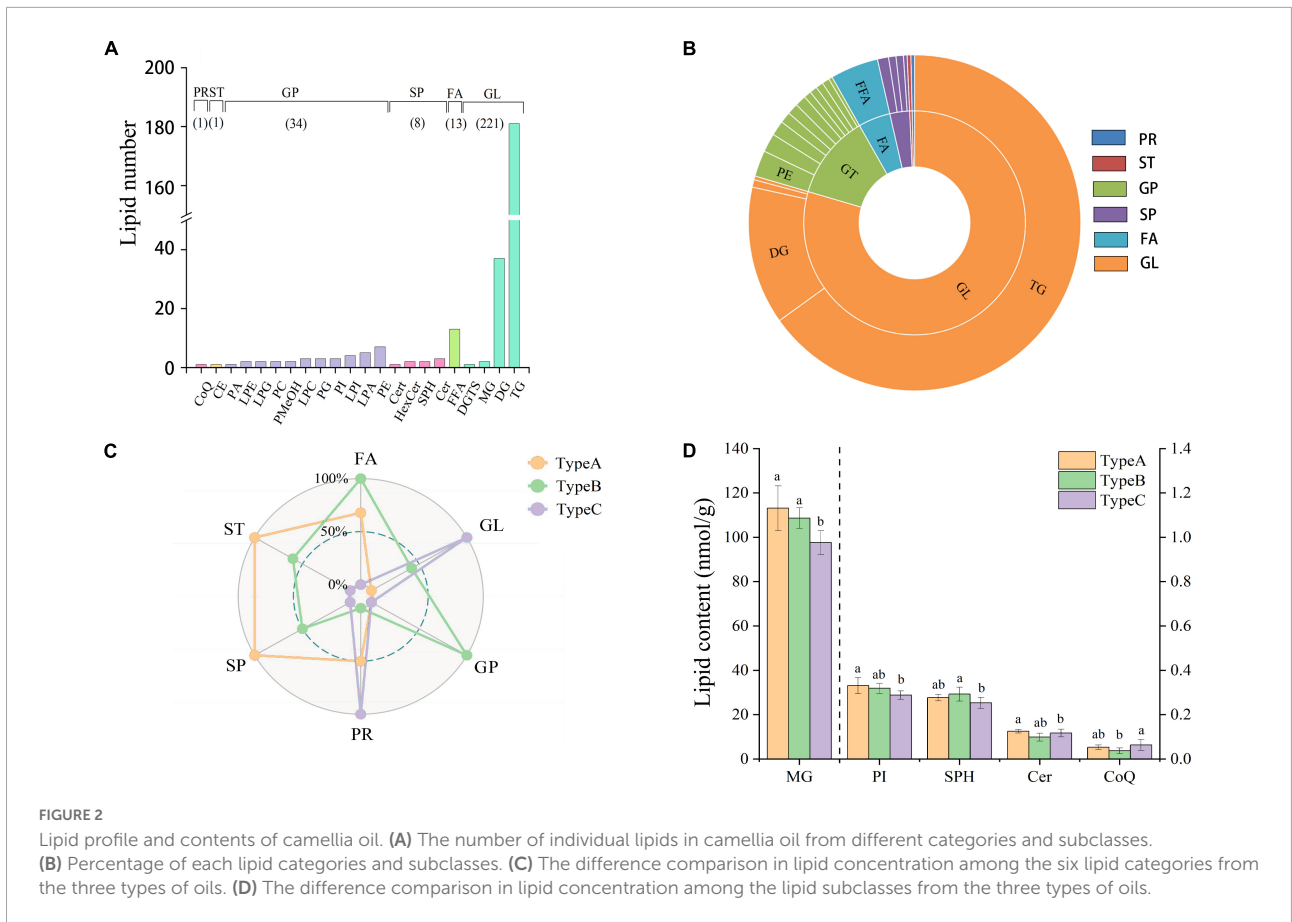 A
200
180
160
40
20
0
Lipid number
PR ST GP SP FA GL
(1) (1) (34) (8) (13) (221)
CoQ CE PA LPE LPG PC PMeOH LPC PG PI LPI LPA PE Cert HexCer SPH Cer FFA DGTS MG DG TG
B
FFA
FA
GT
PE
DG
GL
TG
PR
ST
GP
SP
FA
GL
C
FA
100%
50%
0%
ST
GL
SP
GP
PR
TypeA
TypeB
TypeC
D
Lipid content (nmol/g)
140
120
100
80
60
40
20
0
1.4
1.2
1.0
0.8
0.6
0.4
0.2
0.0
TypeA
TypeB
TypeC
a a b
a ab b
ab a b
a ab b
ab b a
MG PI SPH Cer CoQ
FIGURE 2
Lipid profile and contents of camellia oil. (A) The number of individual lipids in camellia oil from different categories and subclasses.
(B) Percentage of each lipid categories and subclasses. (C) The difference comparison in lipid concentration among the six lipid categories from
the three types of oils. (D) The difference comparison in lipid concentration among the lipid subclasses from the three types of oils.